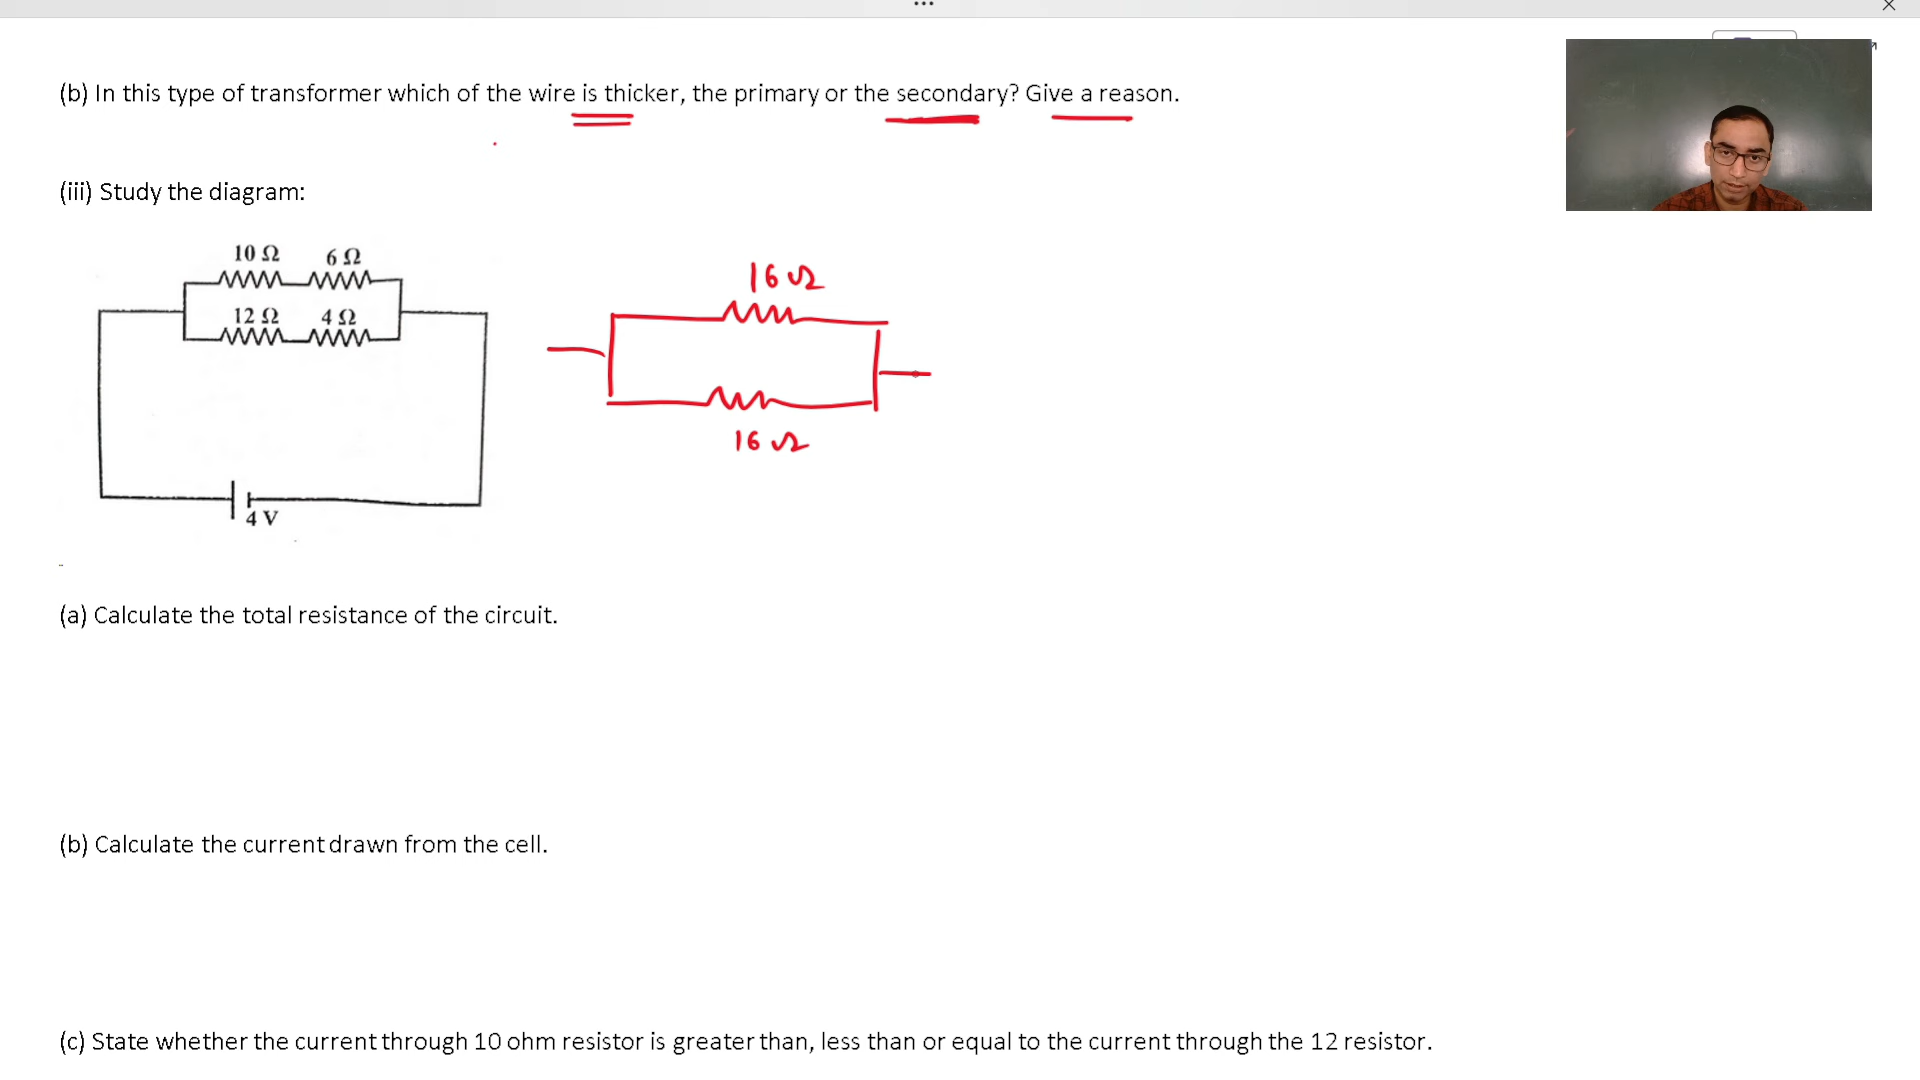 (b) In this type of transformer which of the wire is thicker, the primary or the secondary? Give a reason.
(iii) Study the diagram:
10 Ω 6 Ω
12 Ω 4 Ω
4 V
16 Ω
16 Ω
(a) Calculate the total resistance of the circuit.
(b) Calculate the current drawn from the cell.
(c) State whether the current through 10 ohm resistor is greater than, less than or equal to the current through the 12 resistor.